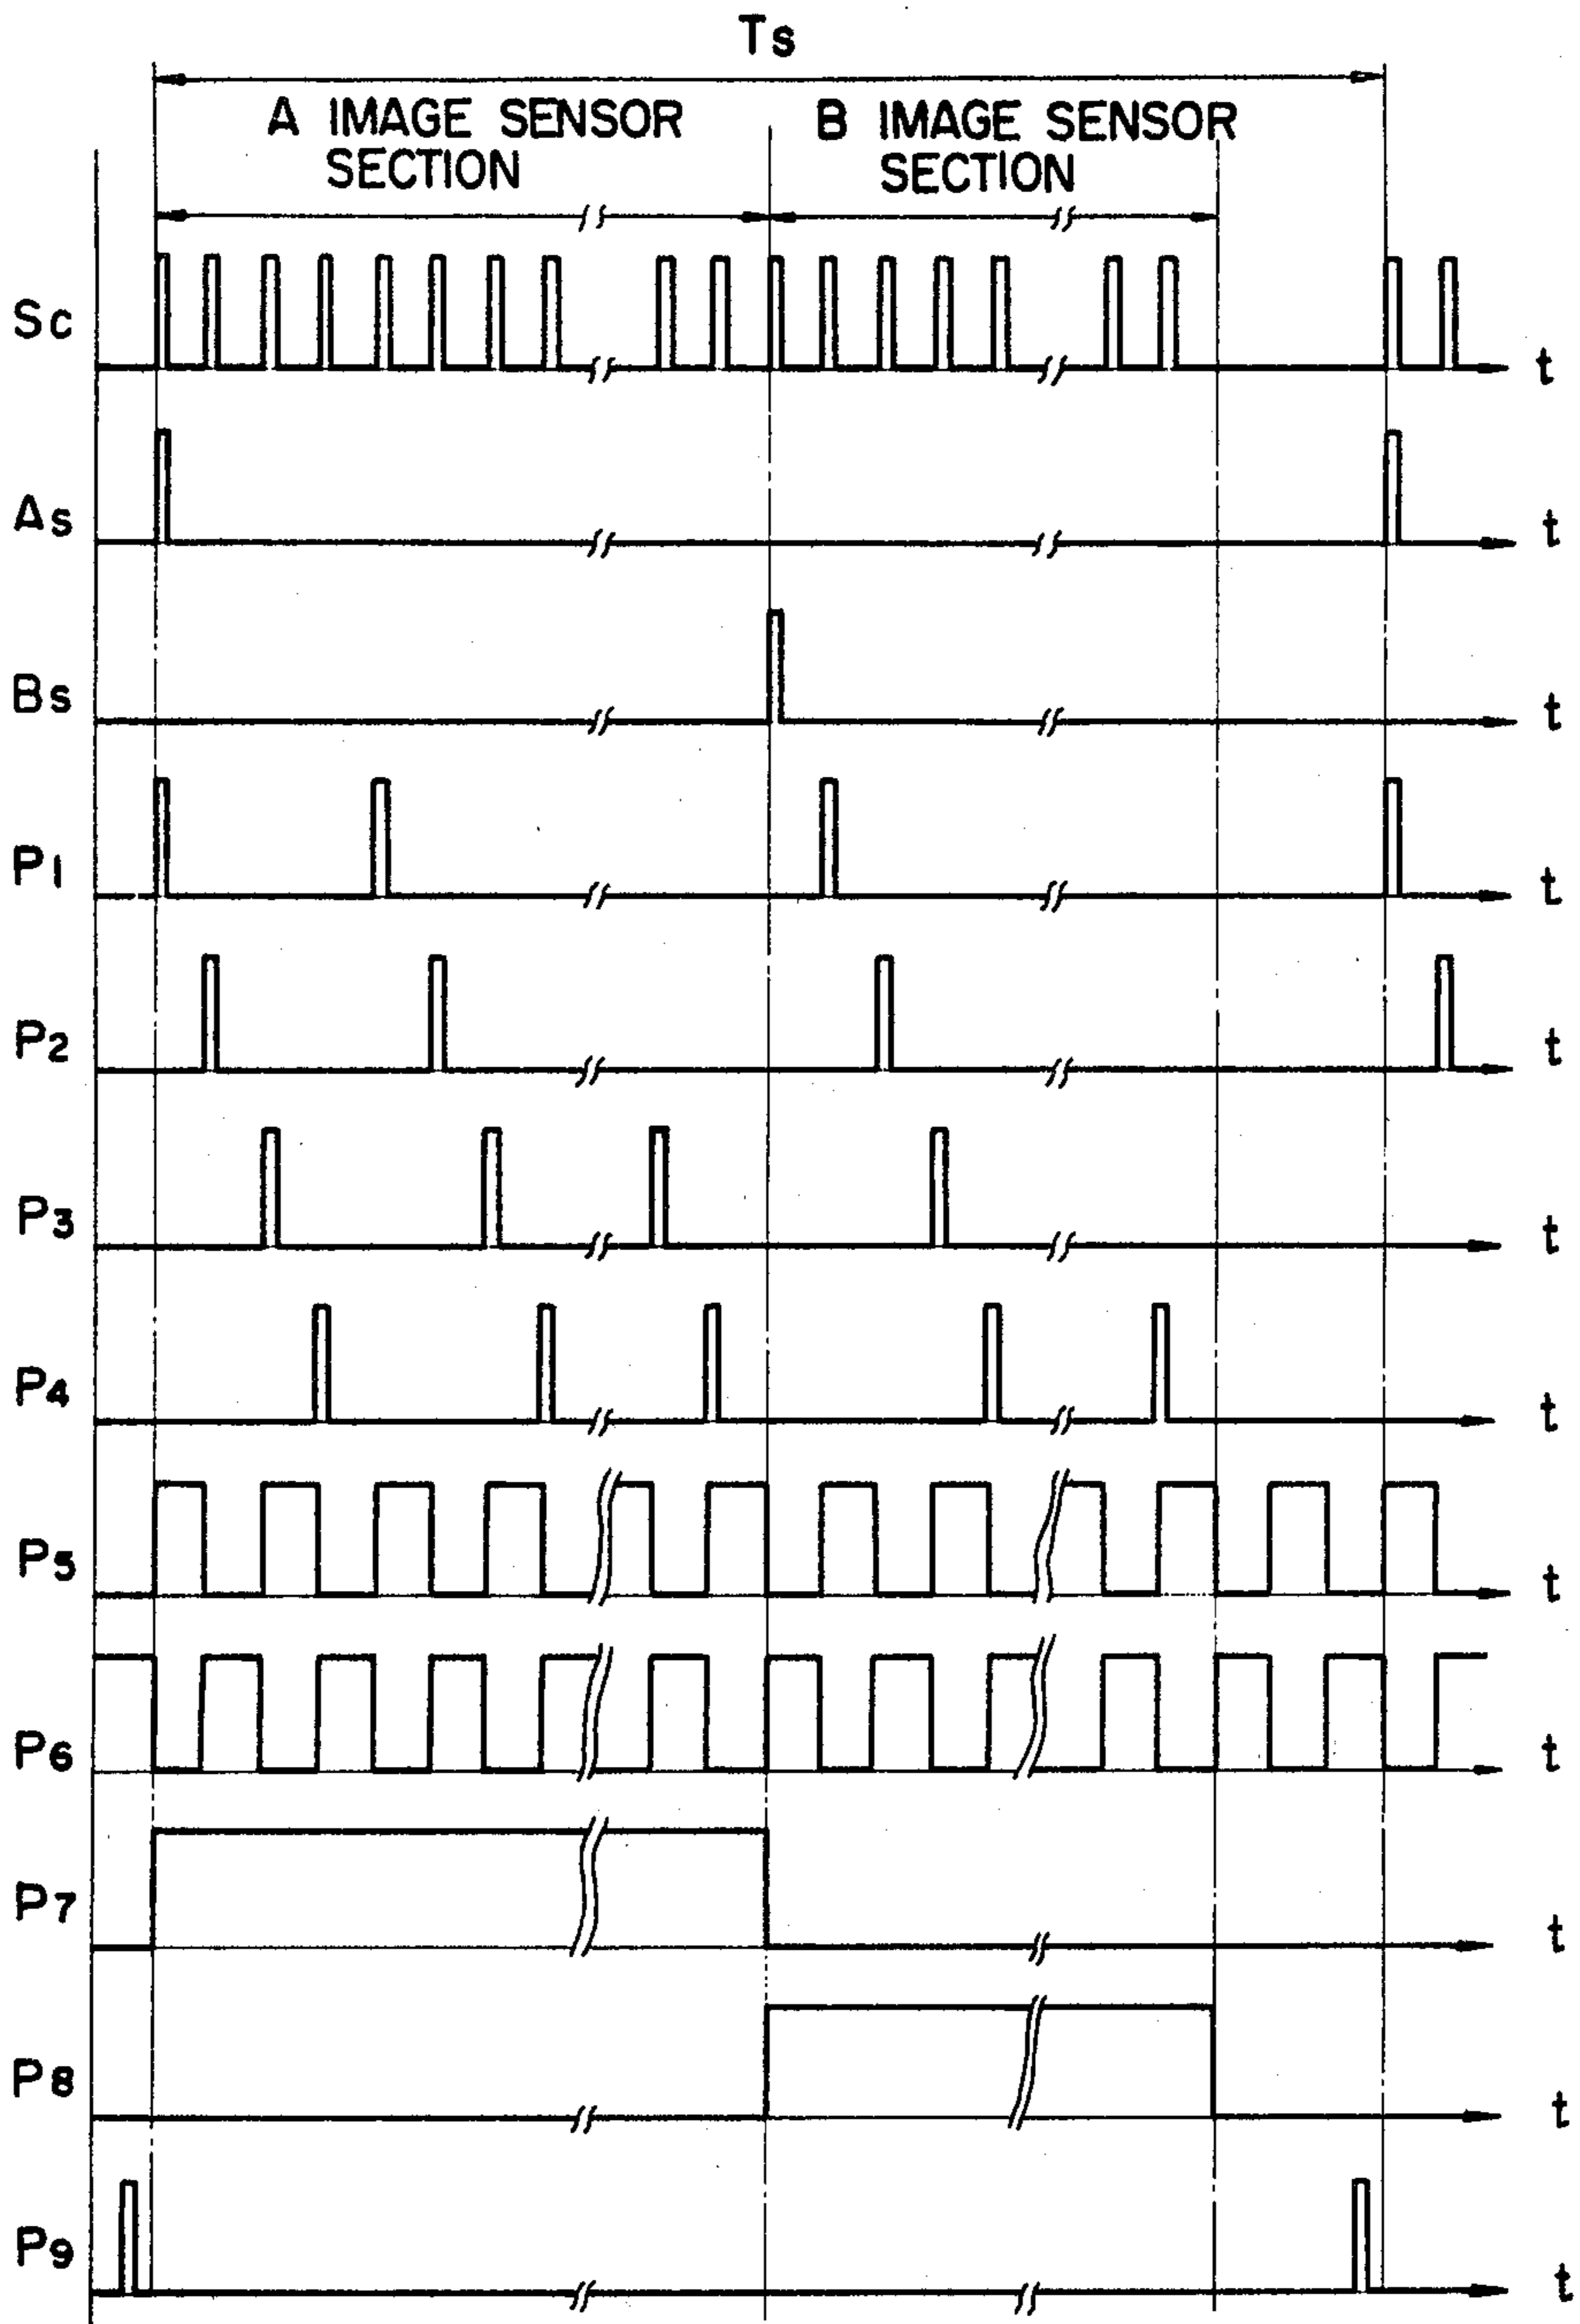 Ts
A IMAGE SENSOR
SECTION
B IMAGE SENSOR
SECTION
Sc
t
As
t
Bs
t
P1
t
P2
t
P3
t
P4
t
P5
t
P6
t
P7
t
P8
t
P9
t